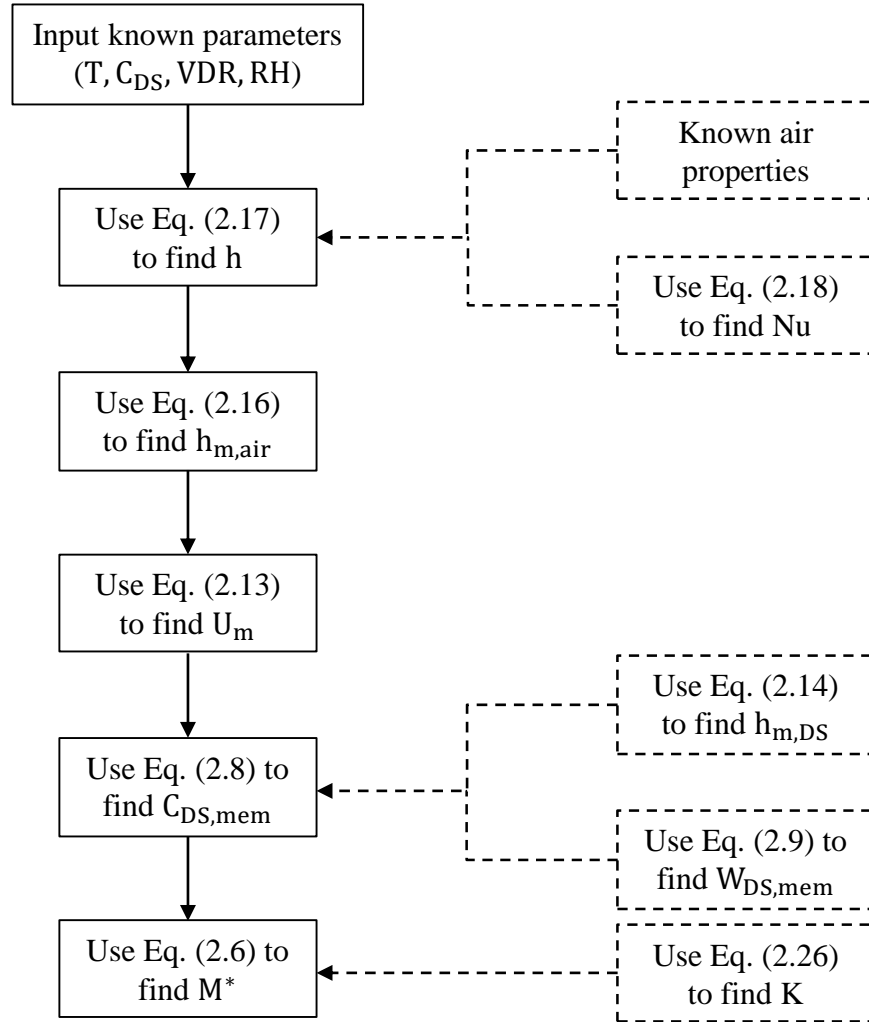 Input known parameters
(T, C_DS, VDR, RH)
Known air
properties
Use Eq. (2.17)
to find h
Use Eq. (2.18)
to find Nu
Use Eq. (2.16)
to find h_m,air
Use Eq. (2.13)
to find U_m
Use Eq. (2.14)
to find h_m,DS
Use Eq. (2.8) to
find C_DS,mem
Use Eq. (2.9) to
find W_DS,mem
Use Eq. (2.6) to
find M*
Use Eq. (2.26)
to find K